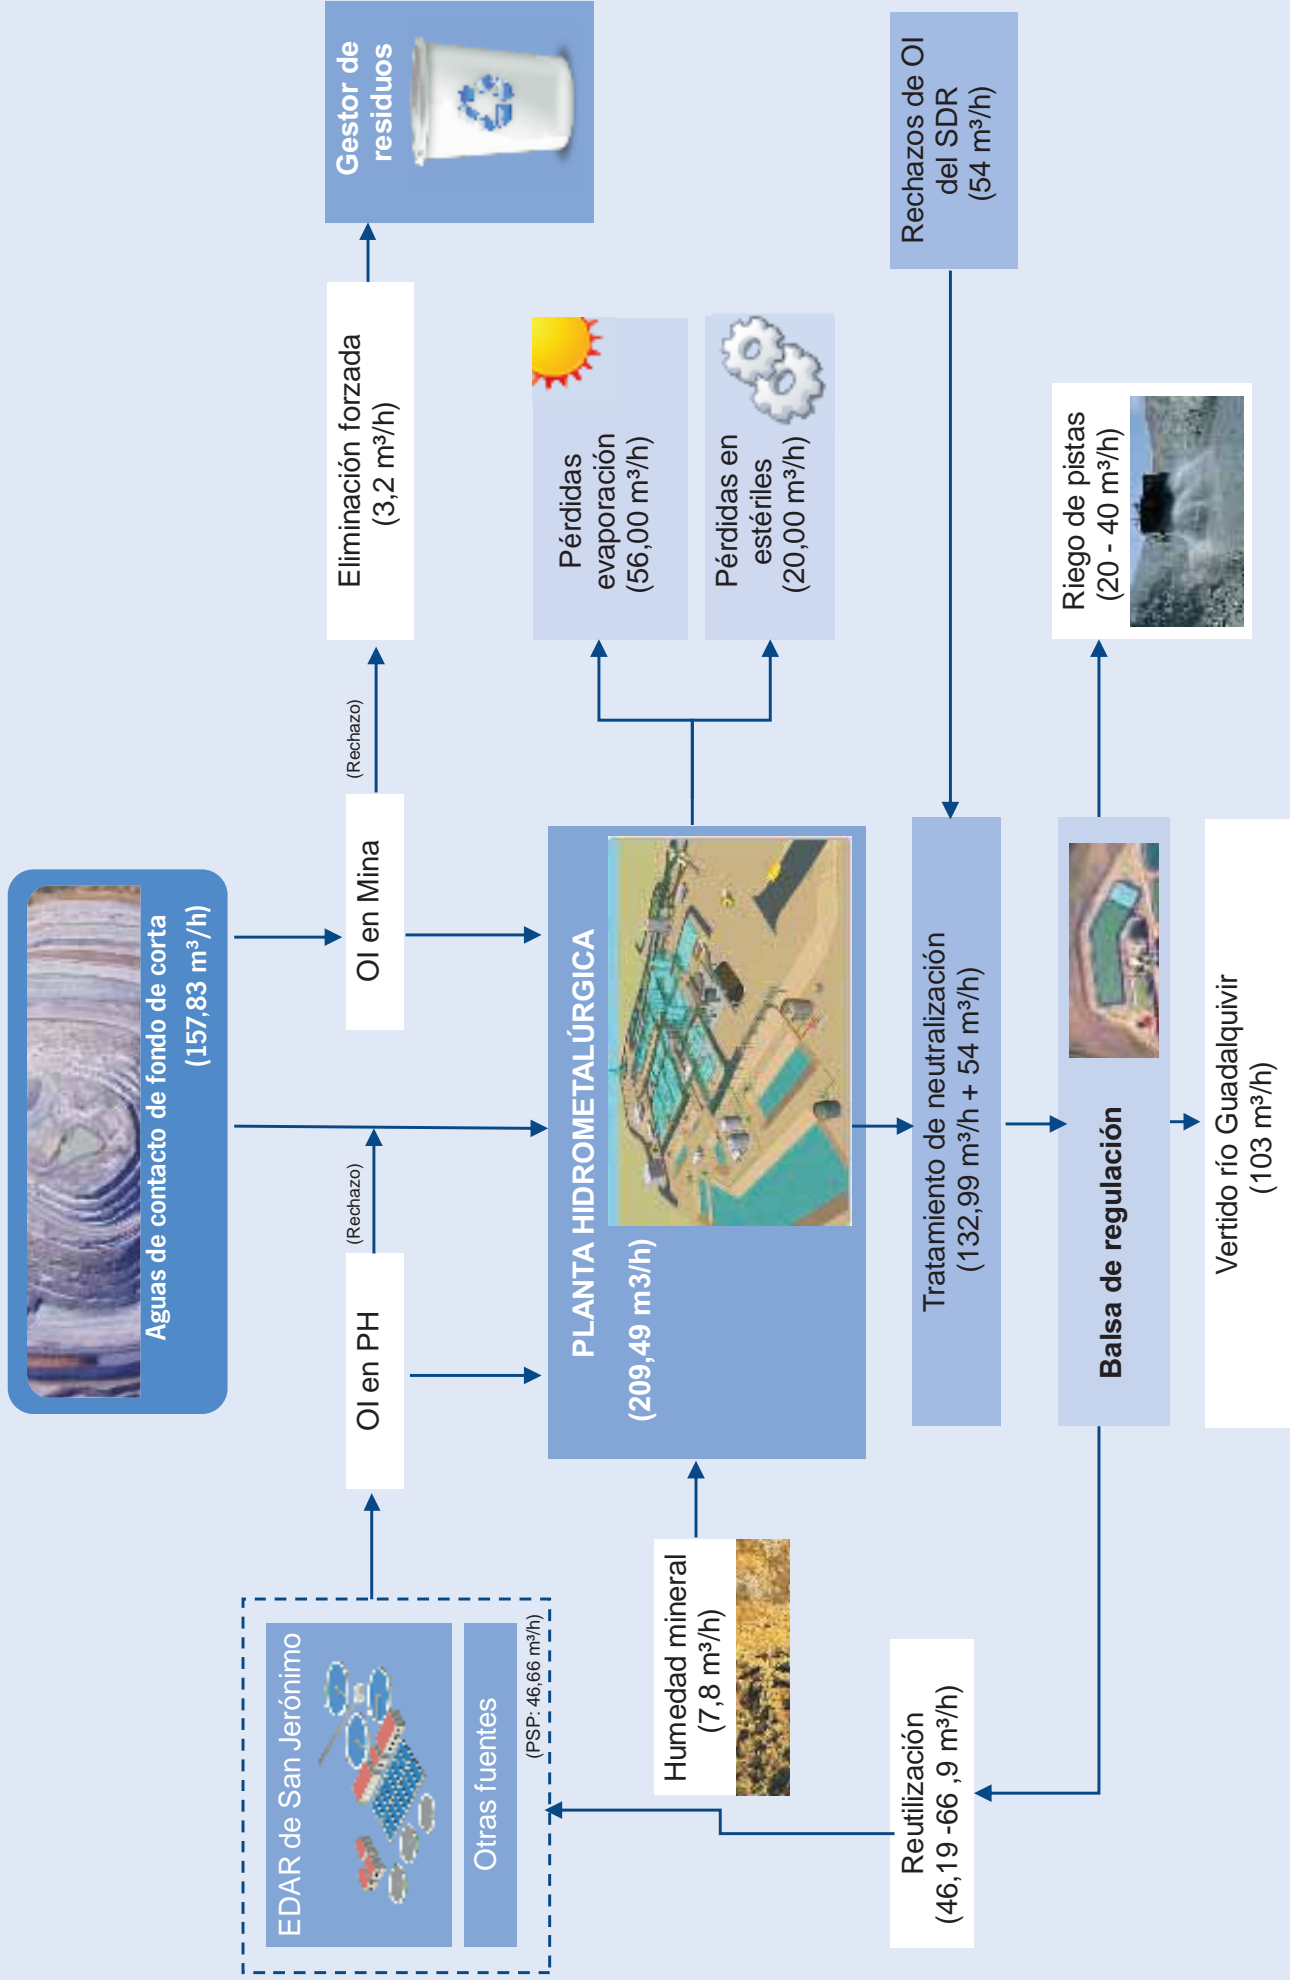 Aguas de contacto de fondo de corta
(157,83 m³/h)
EDAR de San Jerónimo
Otras fuentes
(PSP: 46,66 m³/h)
OI en PH
(Rechazo)
OI en Mina
(Rechazo)
Eliminación forzada
(3,2 m³/h)
Gestor de
residuos
Humedad mineral
(7,8 m³/h)
PLANTA HIDROMETALÚRGICA
(209,49 m3/h)
Pérdidas
evaporación
(56,00 m³/h)
Pérdidas en
estériles
(20,00 m³/h)
Reutilización
(46,19 -66 ,9 m³/h)
Tratamiento de neutralización
(132,99 m³/h + 54 m³/h)
Rechazos de OI
del SDR
(54 m³/h)
Balsa de regulación
Riego de pistas
(20 - 40 m³/h)
Vertido río Guadalquivir
(103 m³/h)